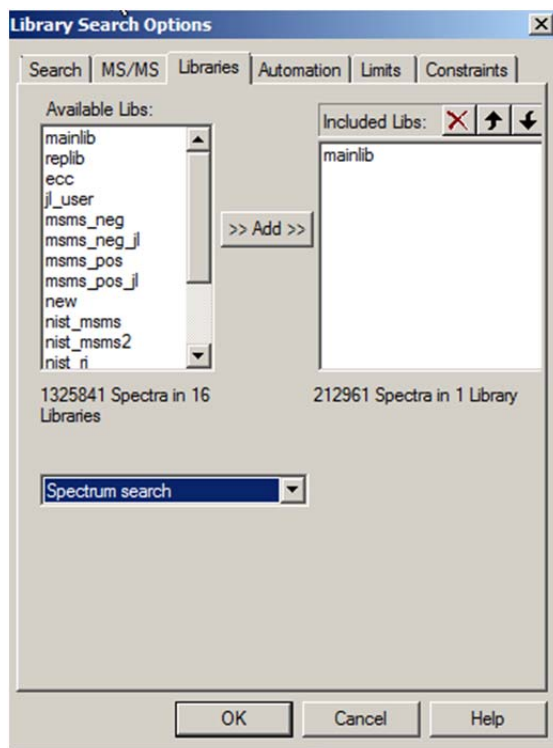 Library Search Options
Search MS/MS Libraries Automation Limits Constraints
Available Libs:
mainlib
replib
ecc
jl_user
msms_neg
msms_neg_jl
msms_pos
msms_pos_jl
new
nist_msms
nist_msms2
nist_ri
>> Add >>
Included Libs:
mainlib
1325841 Spectra in 16
Libraries
212961 Spectra in 1 Library
Spectrum search
OK Cancel Help